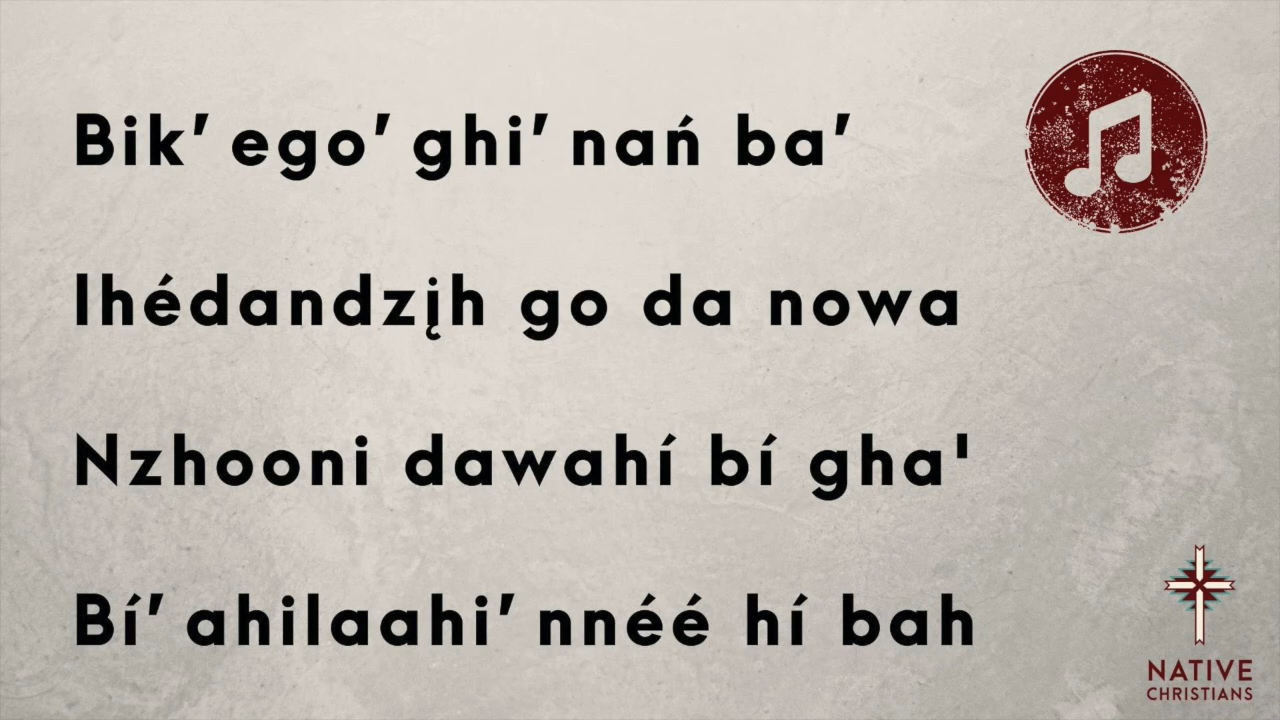 Bik’ ego’ ghi’ nań ba’
Ihédandzįh go da nowa
Nzhooni dawahí bí gha'
Bí’ ahilaahi’ nnéé hí bah
NATIVE
CHRISTIANS